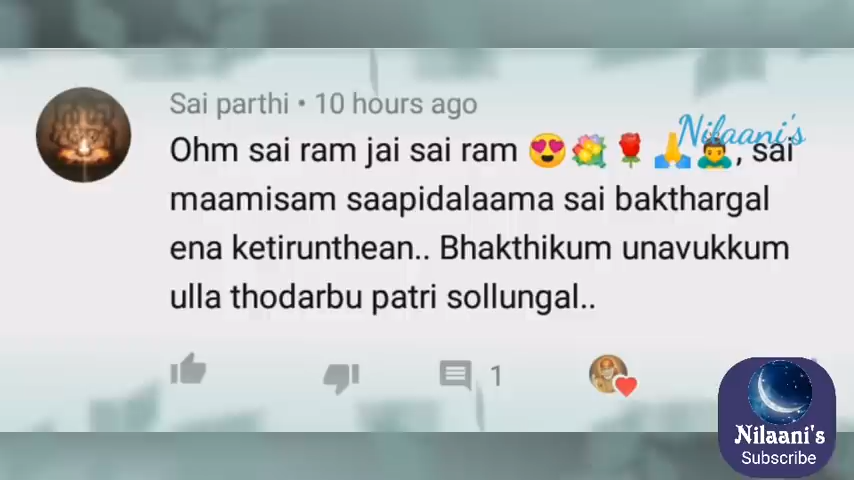 Sai parthi • 10 hours ago
Nilaani's
Ohm sai ram jai sai ram 😍💐🌹🙏🙇‍♂️, sai
maamisam saapidalaama sai bakthargal
ena ketirunthean.. Bhakthikum unavukkum
ulla thodarbu patri sollungal..
1
Nilaani's
Subscribe